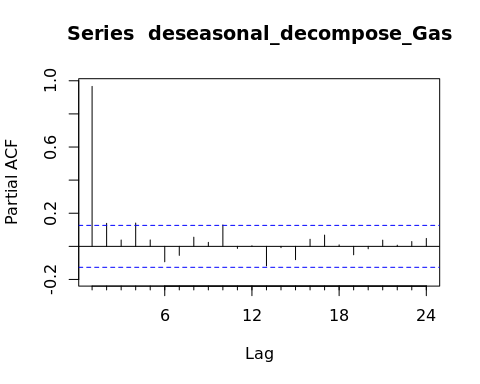 Series  deseasonal_decompose_Gas
Partial ACF
1.0
0.6
0.2
-0.2
6 12 18 24
Lag